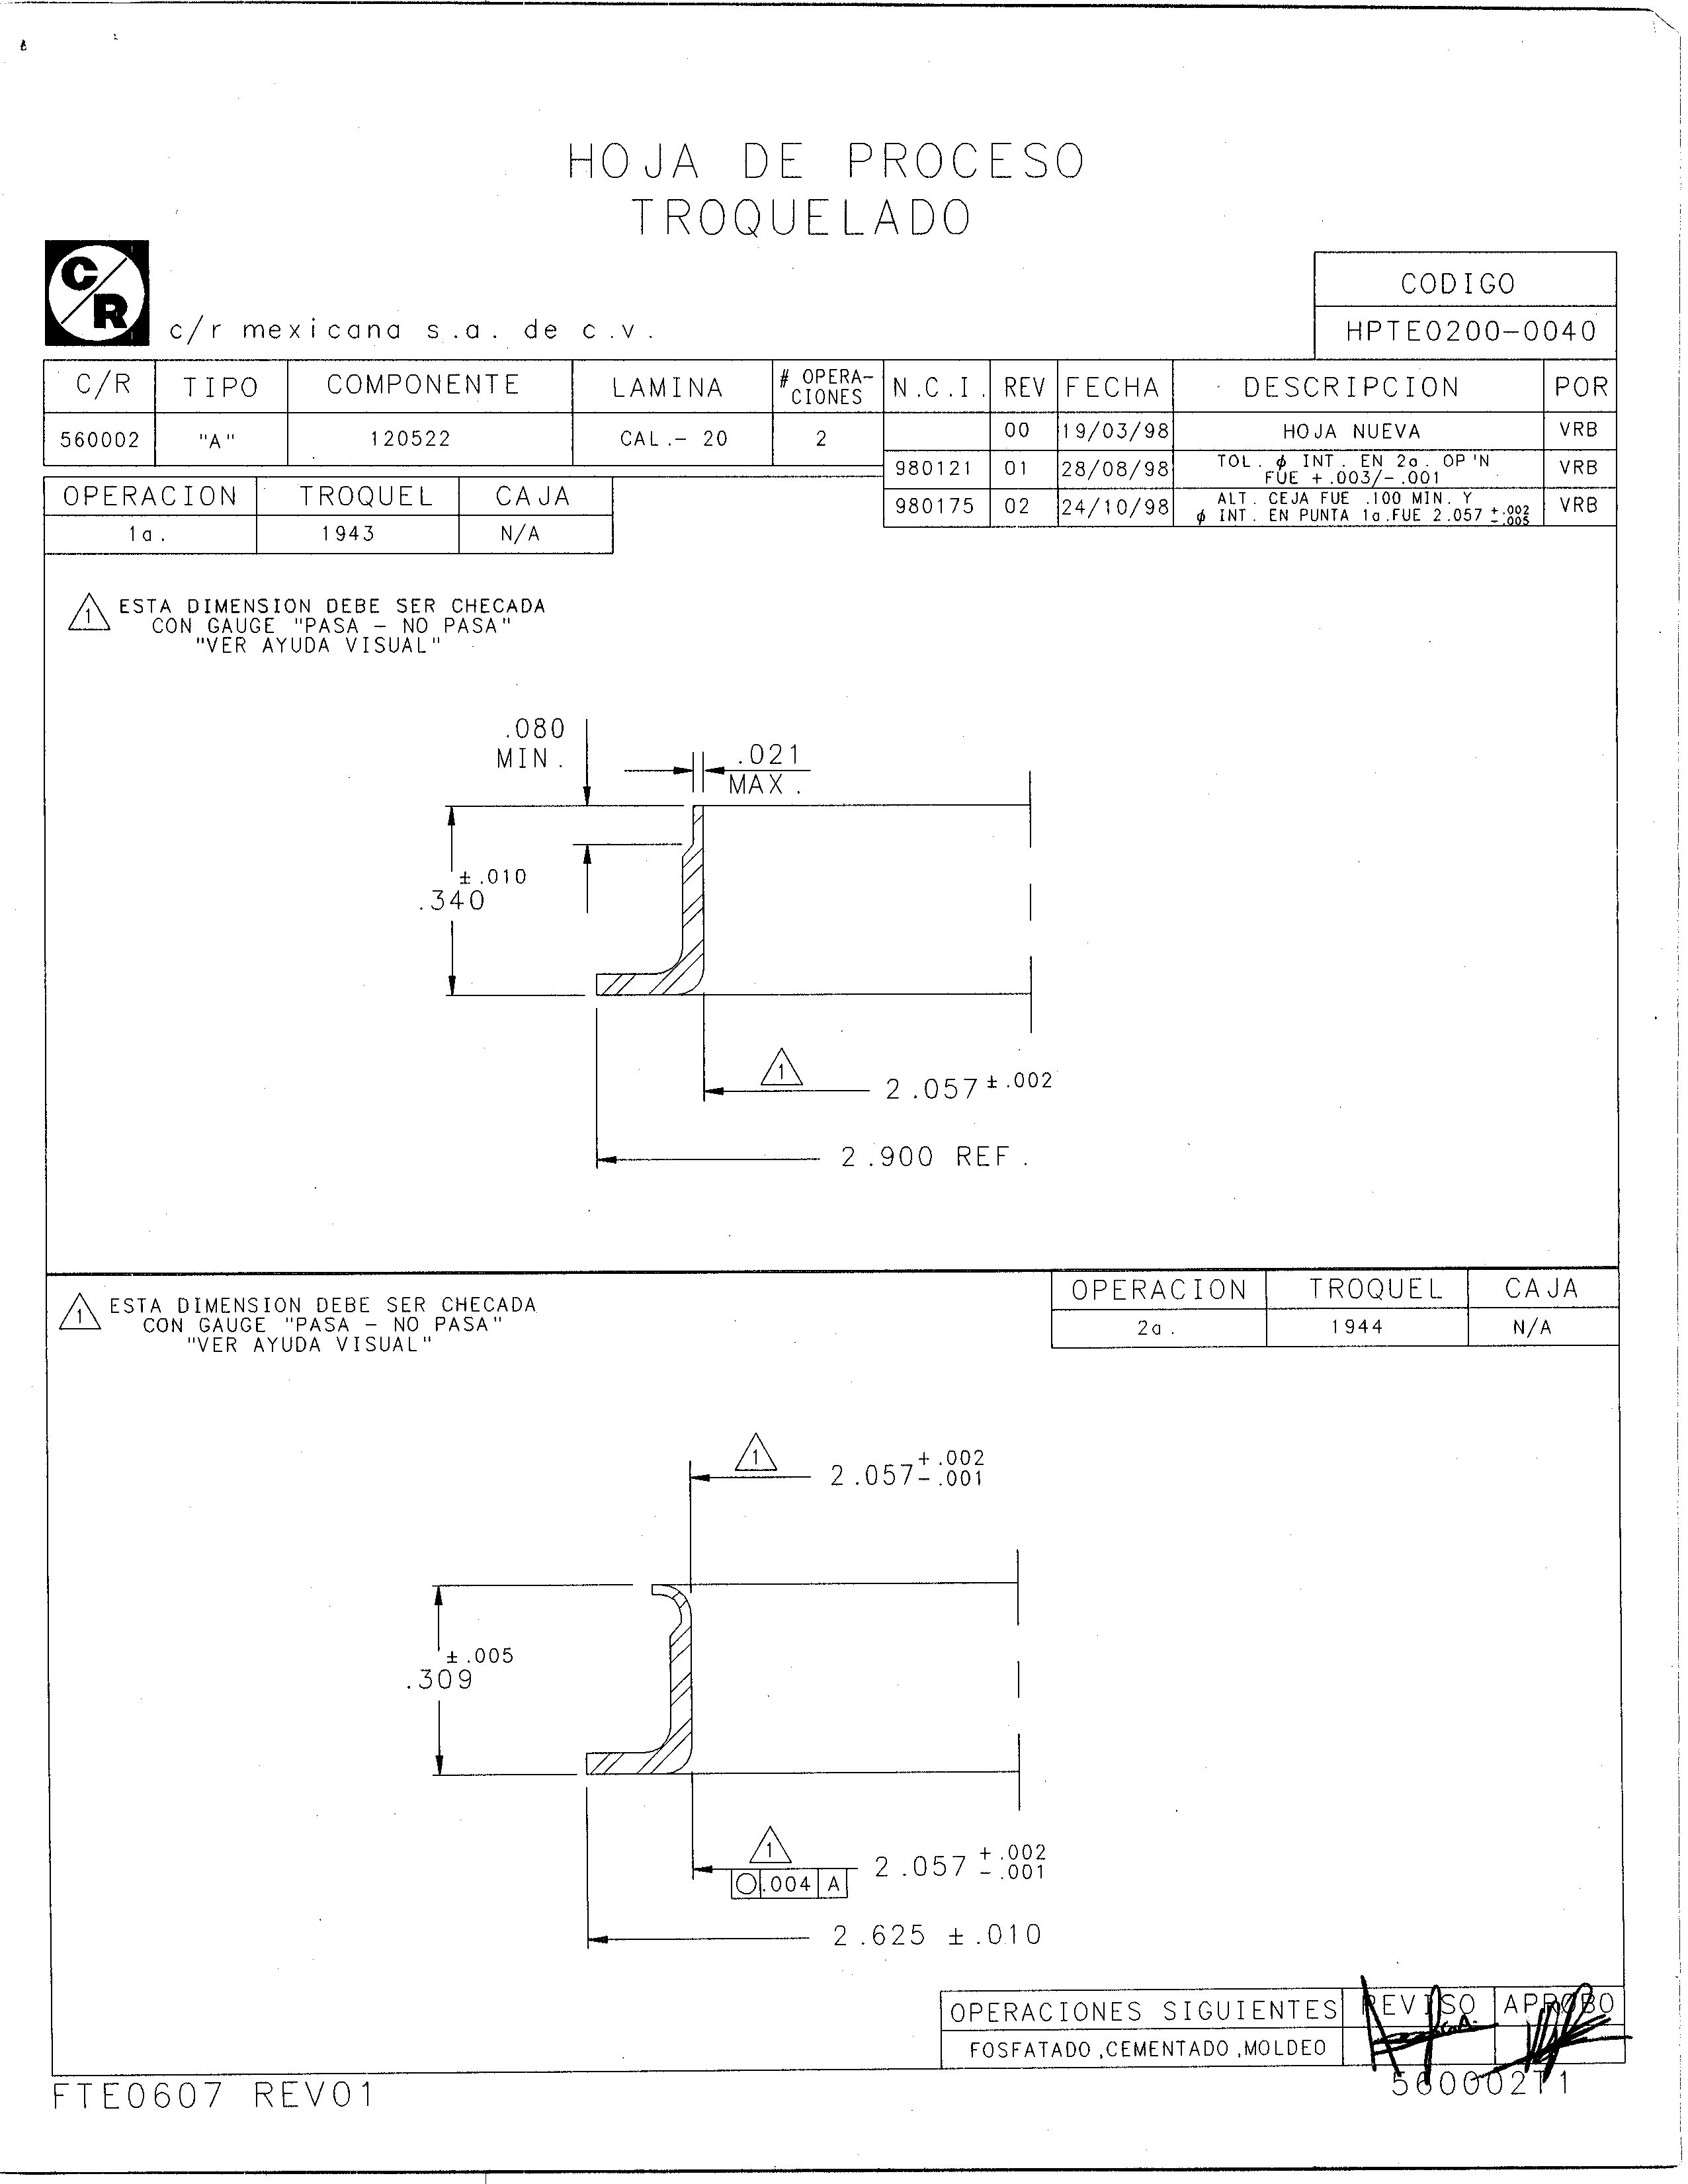 HOJA DE PROCESO
TROQUELADO
C/R
c/r mexicana s.a. de c.v.
CODIGO
HPTE0200-0040
C/R TIPO COMPONENTE LAMINA # OPERA-CIONES N.C.I. REV FECHA DESCRIPCION POR
560002 "A" 120522 CAL.- 20 2
00 19/03/98 HOJA NUEVA VRB
980121 01 28/08/98 TOL. ϕ INT. EN 2a. OP'N
FUE +.003/-.001 VRB
980175 02 24/10/98 ALT. CEJA FUE .100 MIN. Y
ϕ INT. EN PUNTA 1a.FUE 2.057 +.002 -.005 VRB
OPERACION TROQUEL CAJA
1a. 1943 N/A
1 ESTA DIMENSION DEBE SER CHECADA
CON GAUGE "PASA - NO PASA"
"VER AYUDA VISUAL"
.080
MIN.
.021
MAX.
.340 ±.010
1 2.057 ±.002
2.900 REF.
OPERACION TROQUEL CAJA
2a. 1944 N/A
1 ESTA DIMENSION DEBE SER CHECADA
CON GAUGE "PASA - NO PASA"
"VER AYUDA VISUAL"
1 2.057 +.002 -.001
.309 ±.005
1 2.057 +.002 -.001
○ .004 A
2.625 ±.010
OPERACIONES SIGUIENTES REVISO APROBO
FOSFATADO,CEMENTADO,MOLDEO
FTE0607 REV01
560002T1